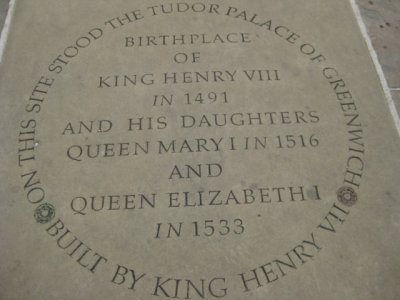 ON THIS SITE STOOD THE TUDOR PALACE OF GREENWICH
BIRTHPLACE
OF
KING HENRY VIII
IN 1491
AND HIS DAUGHTERS
QUEEN MARY I IN 1516
AND
QUEEN ELIZABETH I
IN 1533
BUILT BY KING HENRY VII